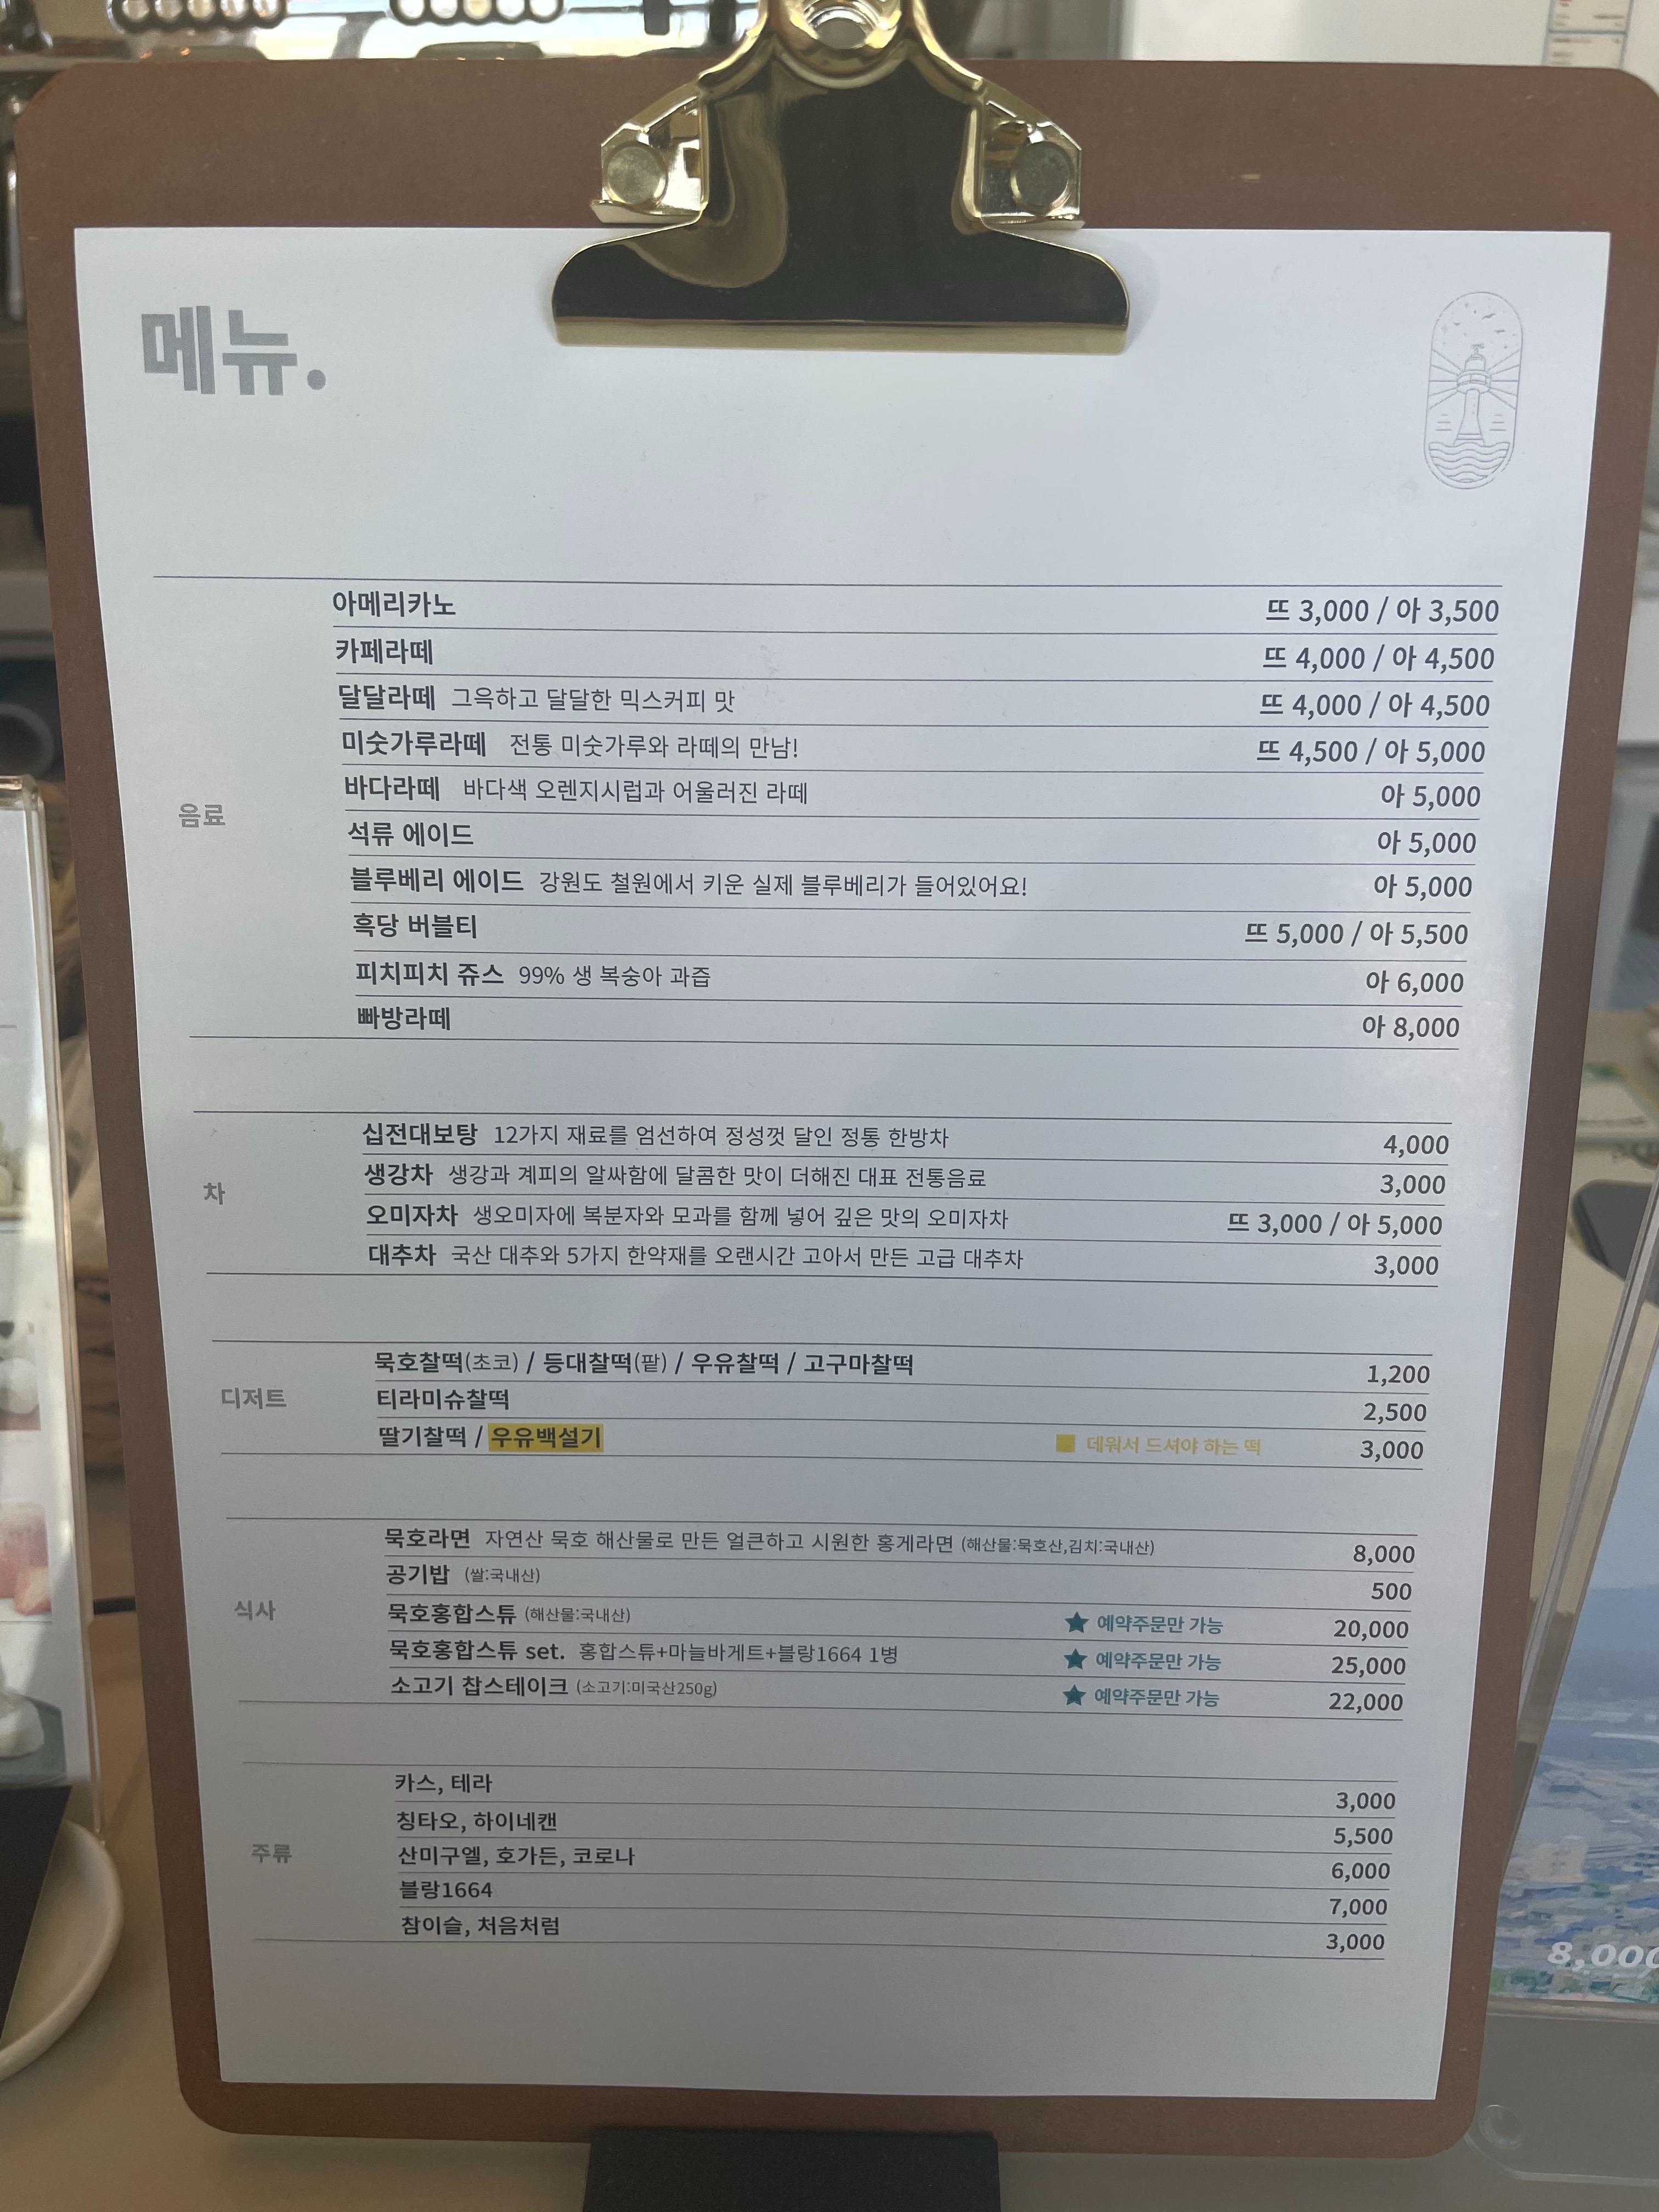 메뉴.
음료
아메리카노 뜨 3,000 / 아 3,500
카페라떼 뜨 4,000 / 아 4,500
달달라떼 그윽하고 달달한 믹스커피 맛 뜨 4,000 / 아 4,500
미숫가루라떼 전통 미숫가루와 라떼의 만남! 뜨 4,500 / 아 5,000
바다라떼 바다색 오렌지시럽과 어울러진 라떼 아 5,000
석류 에이드 아 5,000
블루베리 에이드 강원도 철원에서 키운 실제 블루베리가 들어있어요! 아 5,000
흑당 버블티 뜨 5,000 / 아 5,500
피치피치 쥬스 99% 생 복숭아 과즙 아 6,000
빠방라떼 아 8,000
차
십전대보탕 12가지 재료를 엄선하여 정성껏 달인 정통 한방차 4,000
생강차 생강과 계피의 알싸함에 달콤한 맛이 더해진 대표 전통음료 3,000
오미자차 생오미자에 복분자와 모과를 함께 넣어 깊은 맛의 오미자차 뜨 3,000 / 아 5,000
대추차 국산 대추와 5가지 한약재를 오랜시간 고아서 만든 고급 대추차 3,000
디저트
묵호찰떡(초코) / 등대찰떡(팥) / 우유찰떡 / 고구마찰떡 1,200
티라미슈찰떡 2,500
딸기찰떡 / 우유백설기 데워서 드셔야 하는 떡 3,000
식사
묵호라면 자연산 묵호 해산물로 만든 얼큰하고 시원한 홍게라면 (해산물:묵호산,김치:국내산) 8,000
공기밥 (쌀:국내산) 500
묵호홍합스튜 (해산물:국내산) ★ 예약주문만 가능 20,000
묵호홍합스튜 set. 홍합스튜+마늘바게트+블랑1664 1병 ★ 예약주문만 가능 25,000
소고기 찹스테이크 (소고기:미국산250g) ★ 예약주문만 가능 22,000
주류
카스, 테라 3,000
칭타오, 하이네캔 5,500
산미구엘, 호가든, 코로나 6,000
블랑1664 7,000
참이슬, 처음처럼 3,000
8,000